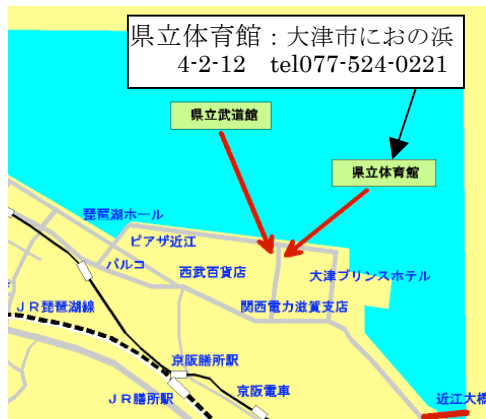 県立体育館：大津市におの浜
4-2-12 tel077-524-0221
県立武道館
県立体育館
琵琶湖ホール
ピアザ近江
パルコ
西武百貨店
大津プリンスホテル
関西電力滋賀支店
JR琵琶湖線
京阪膳所駅
京阪電車
JR膳所駅
近江大橋